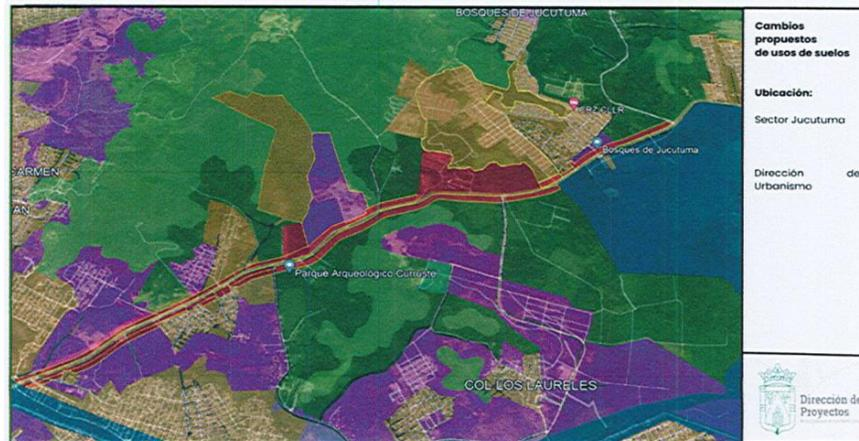 BOSQUES DE JUCUTUMA
CARMEN
Bosques de Jucutuma
Parque Arqueológico Curruste
COL LOS LAURELES
Cambios
propuestos
de usos de suelos
Ubicación:
Sector Jucutuma
Dirección de
Urbanismo
Dirección de
Proyectos